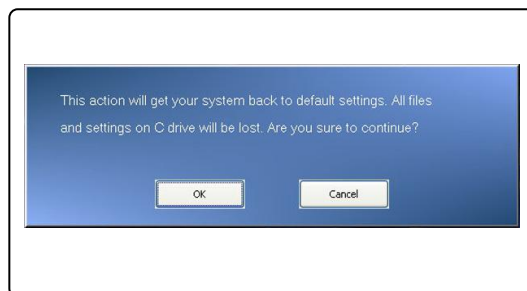 This action will get your system back to default settings. All files
and settings on C drive will be lost. Are you sure to continue?
OK Cancel